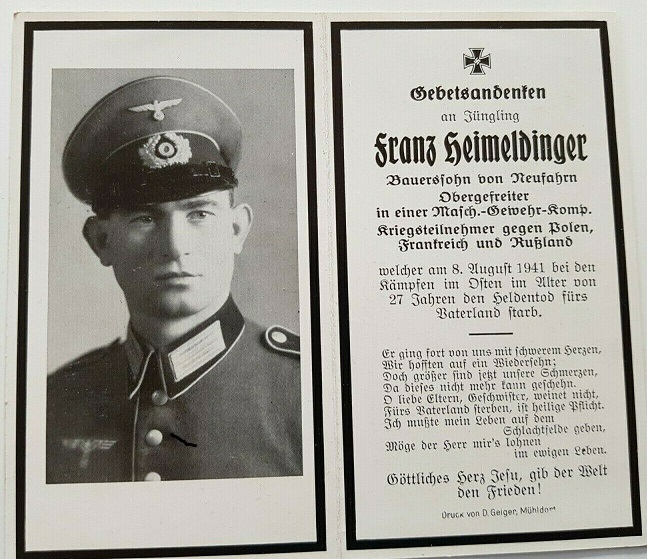 Gebetsandenken
an Jüngling
Franz Heimeldinger
Bauerssohn von Neufahrn
Obergefreiter
in einer Masch.-Gewehr-Komp.
Kriegsteilnehmer gegen Polen,
Frankreich und Rußland
welcher am 8. August 1941 bei den
Kämpfen im Osten im Alter von
27 Jahren den Heldentod fürs
Vaterland starb.
Er ging fort von uns mit schwerem Herzen,
Wir hofften auf ein Wiedersehn;
Doch größer sind jetzt unsere Schmerzen,
Da dieses nicht mehr kann geschehn.
O liebe Eltern, Geschwister, weinet nicht,
Fürs Vaterland sterben, ist heilige Pflicht.
Ich mußte mein Leben auf dem
Schlachtfelde geben,
Möge der Herr mir's lohnen
im ewigen Leben.
Göttliches Herz Jesu, gib der Welt
den Frieden!
Druck von D. Geiger, Mühldorf